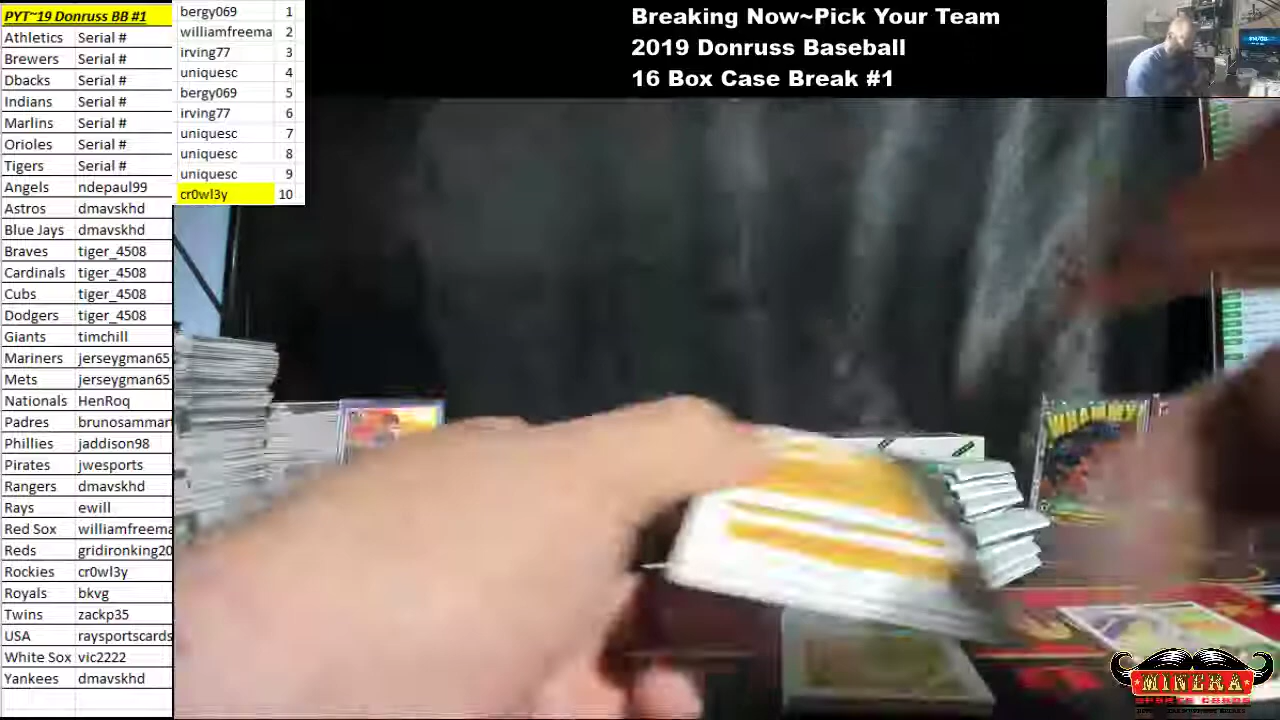 PYT~19 Donruss BB #1
Athletics Serial #
Brewers Serial #
Dbacks Serial #
Indians Serial #
Marlins Serial #
Orioles Serial #
Tigers Serial #
Angels ndepaul99
Astros dmavskhd
Blue Jays dmavskhd
Braves tiger_4508
Cardinals tiger_4508
Cubs tiger_4508
Dodgers tiger_4508
Giants timchill
Mariners jerseygman65
Mets jerseygman65
Nationals HenRoq
Padres brunosammar
Phillies jaddison98
Pirates jwesports
Rangers dmavskhd
Rays ewill
Red Sox williamfreema
Reds gridironking20
Rockies cr0wl3y
Royals bkvg
Twins zackp35
USA raysportscards
White Sox vic2222
Yankees dmavskhd
bergy069 1
williamfreema 2
irving77 3
uniquesc 4
bergy069 5
irving77 6
uniquesc 7
uniquesc 8
uniquesc 9
cr0wl3y 10
Breaking Now~Pick Your Team
2019 Donruss Baseball
16 Box Case Break #1
MINERA
SPORTS CARDS